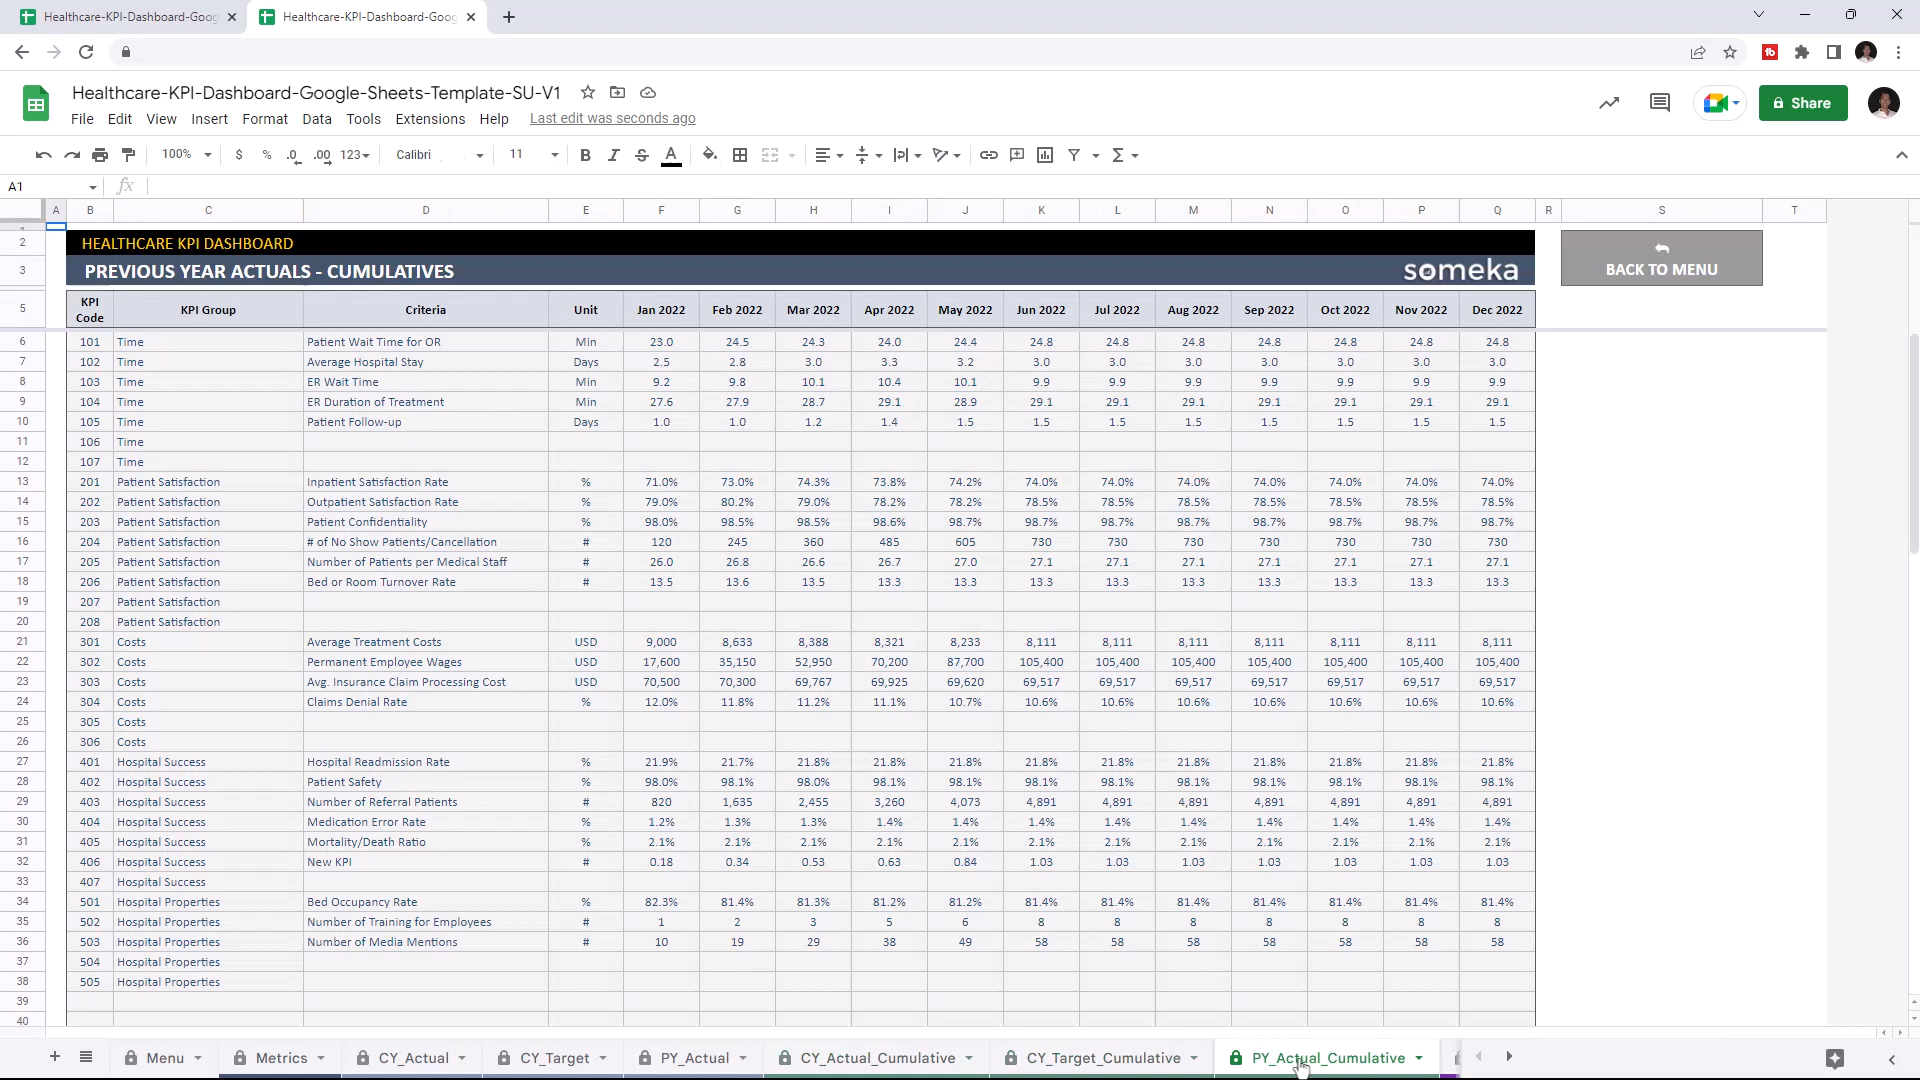 Healthcare-KPI-Dashboard-Goog
Healthcare-KPI-Dashboard-Goog
Healthcare-KPI-Dashboard-Google-Sheets-Template-SU-V1
Share
File Edit View Insert Format Data Tools Extensions Help Last edit was seconds ago
100% $ % .0 .00 123 Calibri 11 B I S A
A1 fx
A B C D E F G H I J K L M N O P Q R S T
2 HEALTHCARE KPI DASHBOARD
3 PREVIOUS YEAR ACTUALS - CUMULATIVES someka BACK TO MENU
5 KPI Code KPI Group Criteria Unit Jan 2022 Feb 2022 Mar 2022 Apr 2022 May 2022 Jun 2022 Jul 2022 Aug 2022 Sep 2022 Oct 2022 Nov 2022 Dec 2022
6 101 Time Patient Wait Time for OR Min 23.0 24.5 24.3 24.0 24.4 24.8 24.8 24.8 24.8 24.8 24.8 24.8
7 102 Time Average Hospital Stay Days 2.5 2.8 3.0 3.3 3.2 3.0 3.0 3.0 3.0 3.0 3.0 3.0
8 103 Time ER Wait Time Min 9.2 9.8 10.1 10.4 10.1 9.9 9.9 9.9 9.9 9.9 9.9 9.9
9 104 Time ER Duration of Treatment Min 27.6 27.9 28.7 29.1 28.9 29.1 29.1 29.1 29.1 29.1 29.1 29.1
10 105 Time Patient Follow-up Days 1.0 1.0 1.2 1.4 1.5 1.5 1.5 1.5 1.5 1.5 1.5 1.5
11 106 Time
12 107 Time
13 201 Patient Satisfaction Inpatient Satisfaction Rate % 71.0% 73.0% 74.3% 73.8% 74.2% 74.0% 74.0% 74.0% 74.0% 74.0% 74.0% 74.0%
14 202 Patient Satisfaction Outpatient Satisfaction Rate % 79.0% 80.2% 79.0% 78.2% 78.2% 78.5% 78.5% 78.5% 78.5% 78.5% 78.5% 78.5%
15 203 Patient Satisfaction Patient Confidentiality % 98.0% 98.5% 98.5% 98.6% 98.7% 98.7% 98.7% 98.7% 98.7% 98.7% 98.7% 98.7%
16 204 Patient Satisfaction # of No Show Patients/Cancellation # 120 245 360 485 605 730 730 730 730 730 730 730
17 205 Patient Satisfaction Number of Patients per Medical Staff # 26.0 26.8 26.6 26.7 27.0 27.1 27.1 27.1 27.1 27.1 27.1 27.1
18 206 Patient Satisfaction Bed or Room Turnover Rate # 13.5 13.6 13.5 13.3 13.3 13.3 13.3 13.3 13.3 13.3 13.3 13.3
19 207 Patient Satisfaction
20 208 Patient Satisfaction
21 301 Costs Average Treatment Costs USD 9,000 8,633 8,388 8,321 8,233 8,111 8,111 8,111 8,111 8,111 8,111 8,111
22 302 Costs Permanent Employee Wages USD 17,600 35,150 52,950 70,200 87,700 105,400 105,400 105,400 105,400 105,400 105,400 105,400
23 303 Costs Avg. Insurance Claim Processing Cost USD 70,500 70,300 69,767 69,925 69,620 69,517 69,517 69,517 69,517 69,517 69,517 69,517
24 304 Costs Claims Denial Rate % 12.0% 11.8% 11.2% 11.1% 10.7% 10.6% 10.6% 10.6% 10.6% 10.6% 10.6% 10.6%
25 305 Costs
26 306 Costs
27 401 Hospital Success Hospital Readmission Rate % 21.9% 21.7% 21.8% 21.8% 21.8% 21.8% 21.8% 21.8% 21.8% 21.8% 21.8% 21.8%
28 402 Hospital Success Patient Safety % 98.0% 98.1% 98.0% 98.1% 98.1% 98.1% 98.1% 98.1% 98.1% 98.1% 98.1% 98.1%
29 403 Hospital Success Number of Referral Patients # 820 1,635 2,455 3,260 4,073 4,891 4,891 4,891 4,891 4,891 4,891 4,891
30 404 Hospital Success Medication Error Rate % 1.2% 1.3% 1.3% 1.4% 1.4% 1.4% 1.4% 1.4% 1.4% 1.4% 1.4% 1.4%
31 405 Hospital Success Mortality/Death Ratio % 2.1% 2.1% 2.1% 2.1% 2.1% 2.1% 2.1% 2.1% 2.1% 2.1% 2.1% 2.1%
32 406 Hospital Success New KPI # 0.18 0.34 0.53 0.63 0.84 1.03 1.03 1.03 1.03 1.03 1.03 1.03
33 407 Hospital Success
34 501 Hospital Properties Bed Occupancy Rate % 82.3% 81.4% 81.3% 81.2% 81.2% 81.4% 81.4% 81.4% 81.4% 81.4% 81.4% 81.4%
35 502 Hospital Properties Number of Training for Employees # 1 2 3 5 6 8 8 8 8 8 8 8
36 503 Hospital Properties Number of Media Mentions # 10 19 29 38 49 58 58 58 58 58 58 58
37 504 Hospital Properties
38 505 Hospital Properties
39
40
Menu Metrics CY_Actual CY_Target PY_Actual CY_Actual_Cumulative CY_Target_Cumulative PY_Actual_Cumulative